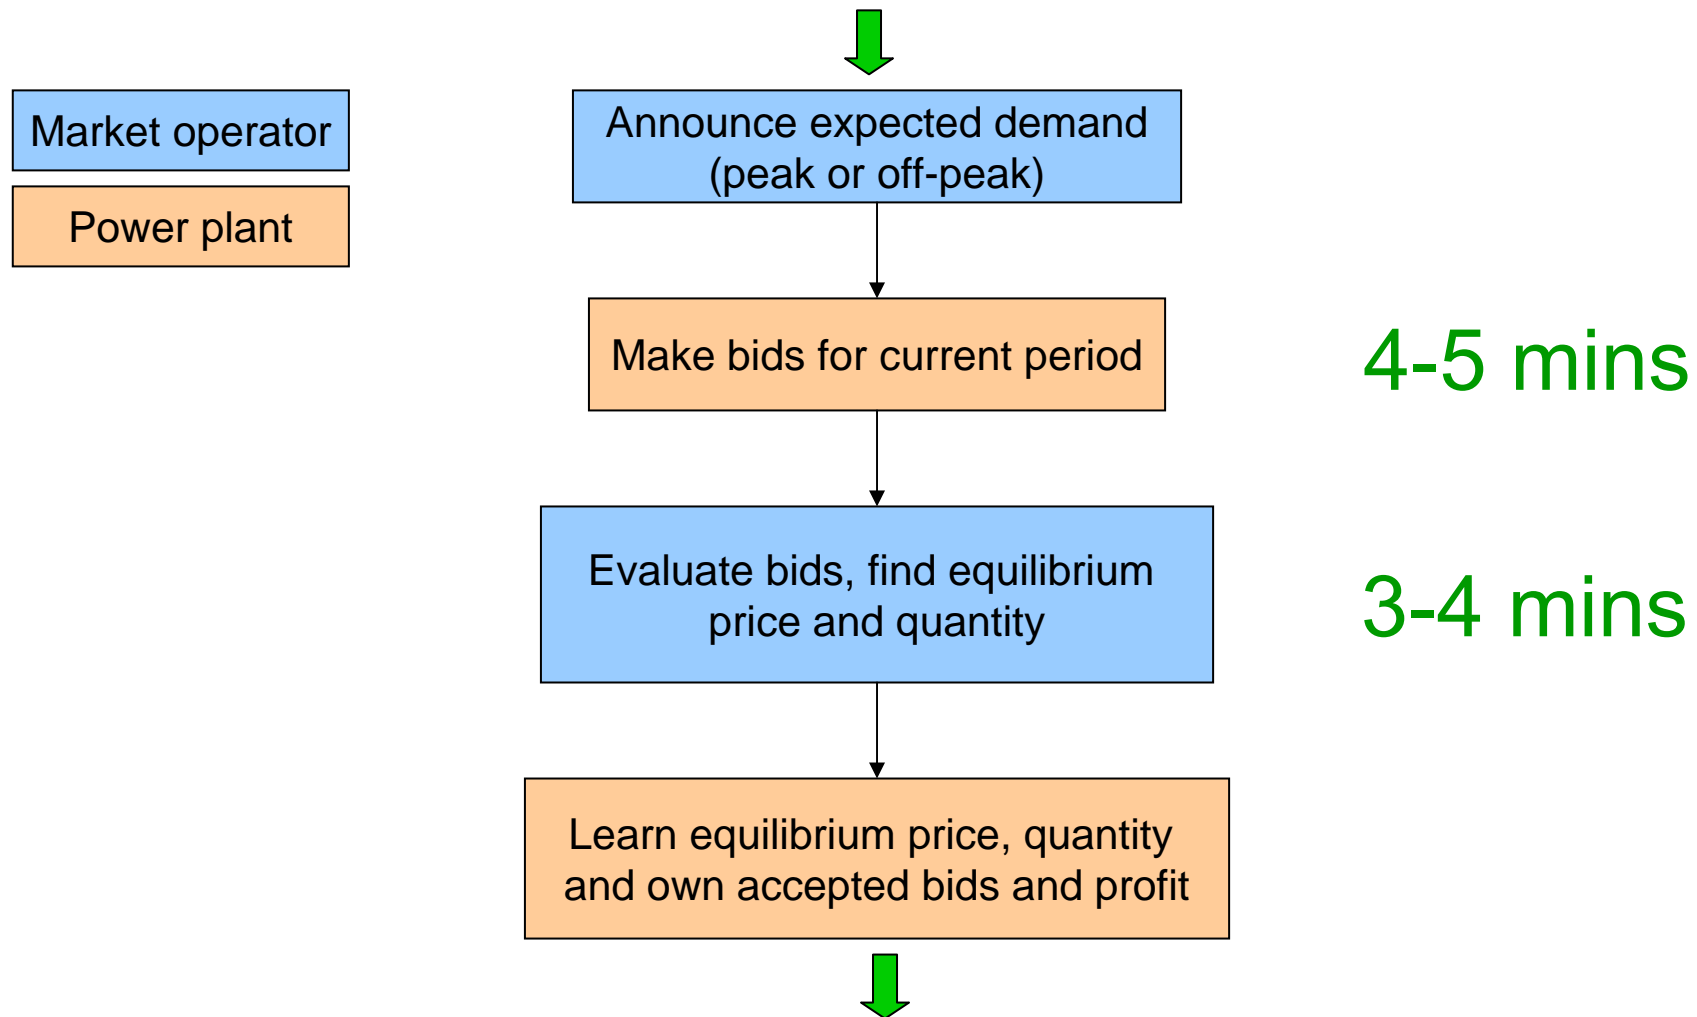 Market operator
Power plant
Announce expected demand
(peak or off-peak)
Make bids for current period
4-5 mins
Evaluate bids, find equilibrium
price and quantity
3-4 mins
Learn equilibrium price, quantity
and own accepted bids and profit